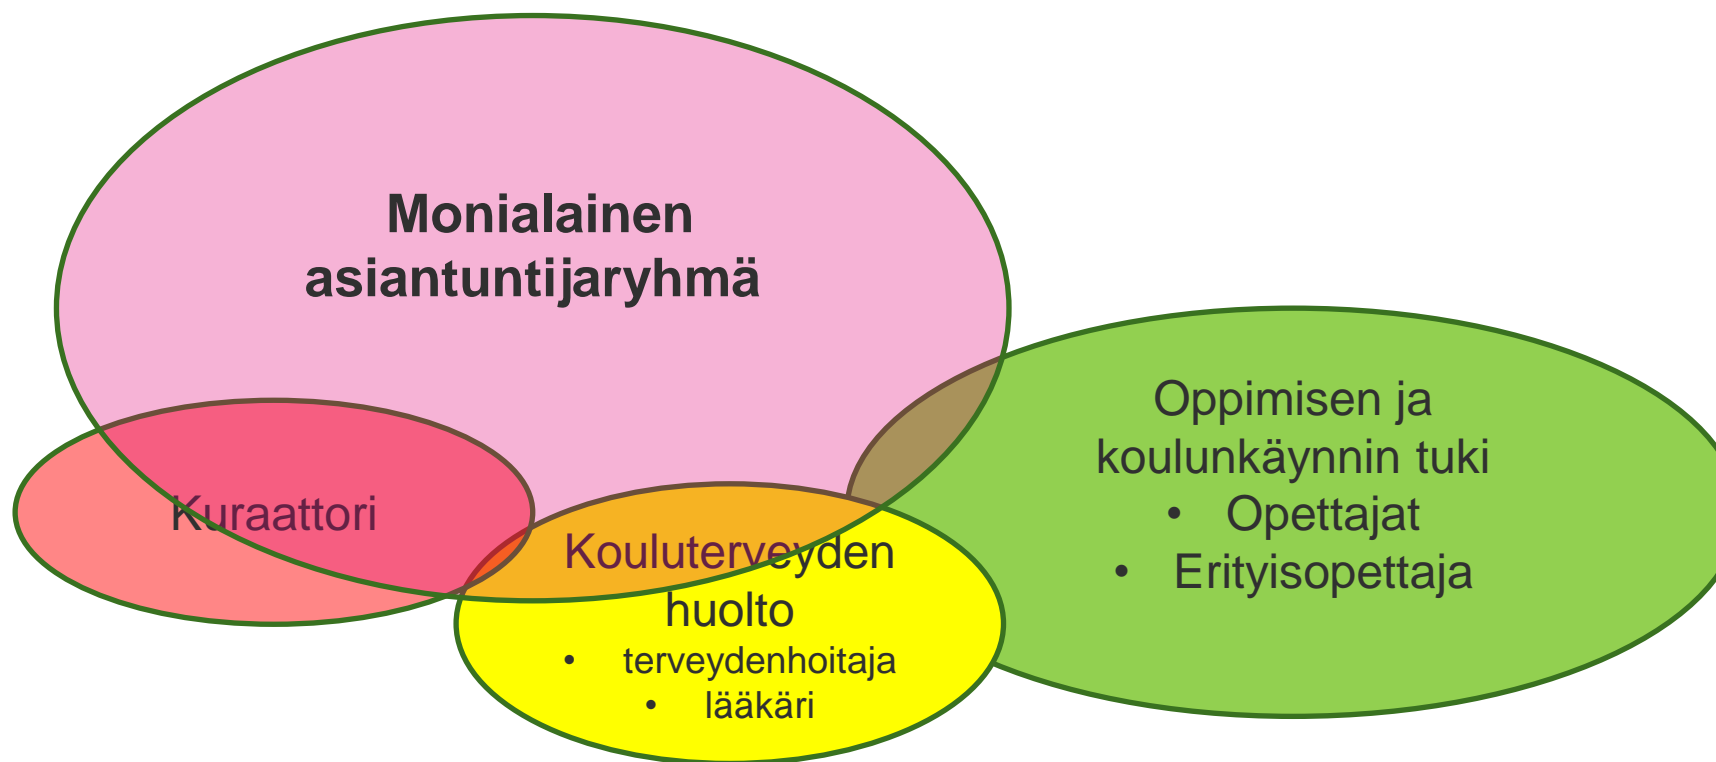 Monialainen
asiantuntijaryhmä
Kuraattori
Kouluterveyden
huolto
• terveydenhoitaja
• lääkäri
Oppimisen ja
koulunkäynnin tuki
• Opettajat
• Erityisopettaja